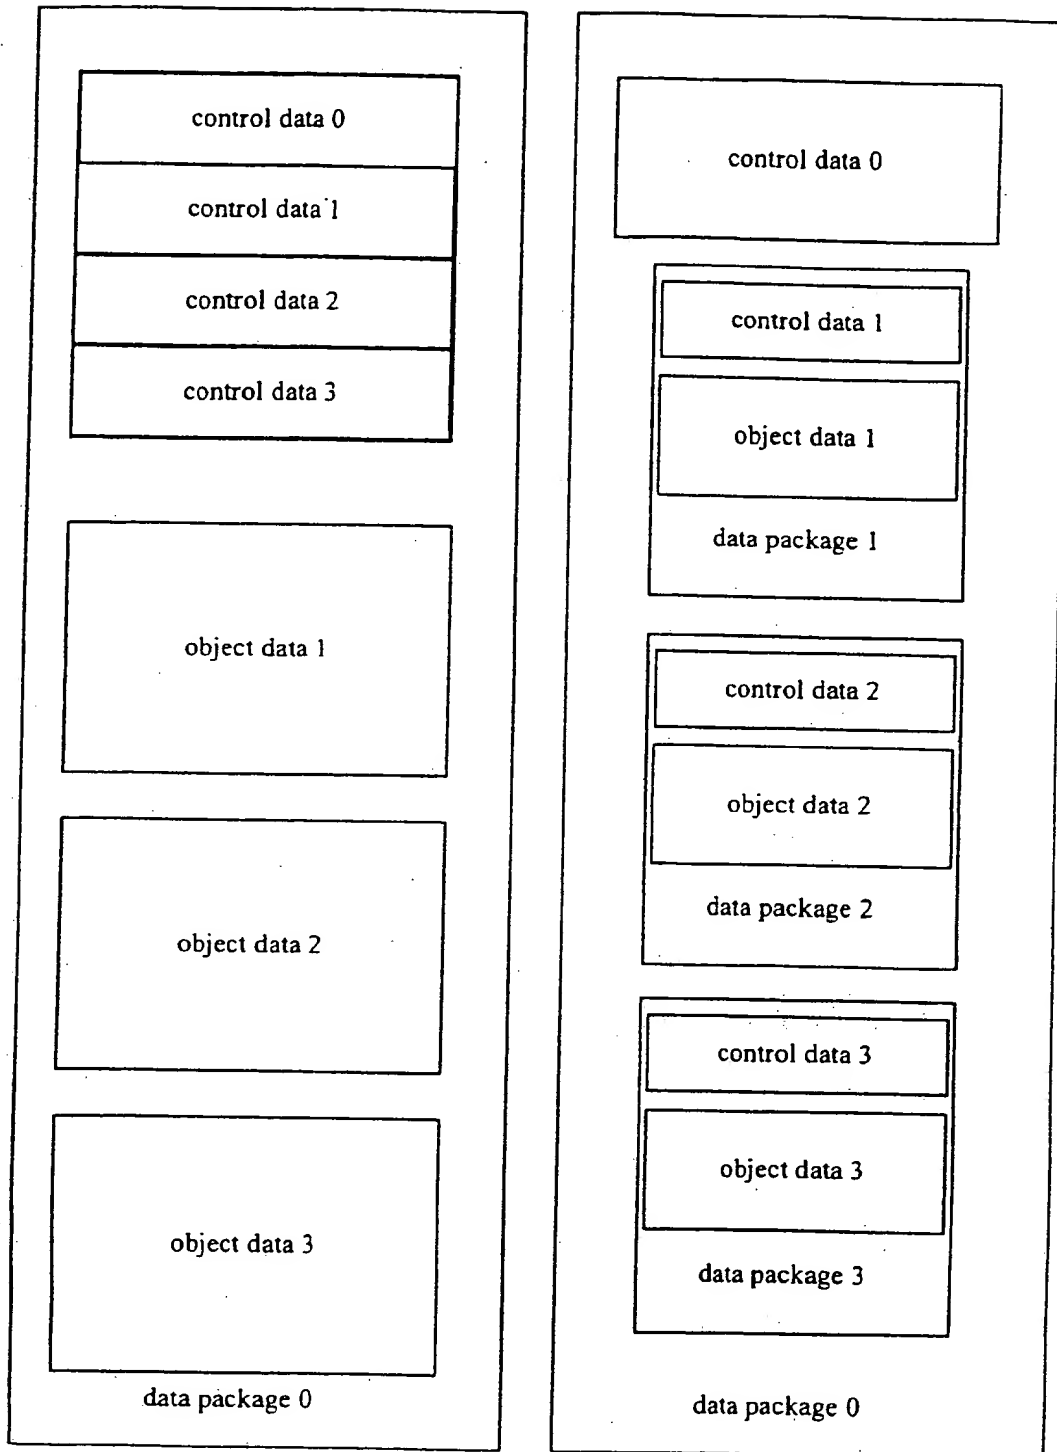 control data 0
control data 1
control data 2
control data 3
object data 1
object data 2
object data 3
data package 0
control data 0
control data 1
object data 1
data package 1
control data 2
object data 2
data package 2
control data 3
object data 3
data package 3
data package 0